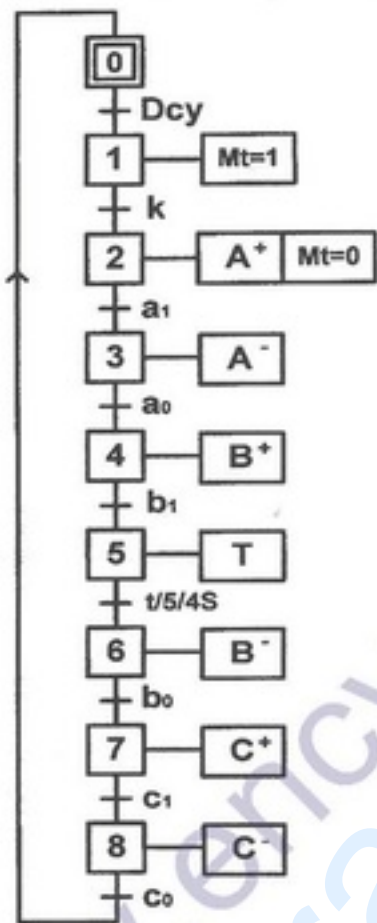 0
Dcy
1 Mt=1
k
2 A⁺ Mt=0
a₁
3 A⁻
a₀
4 B⁺
b₁
5 T
t/5/4S
6 B⁻
b₀
7 C⁺
c₁
8 C⁻
c₀
ency